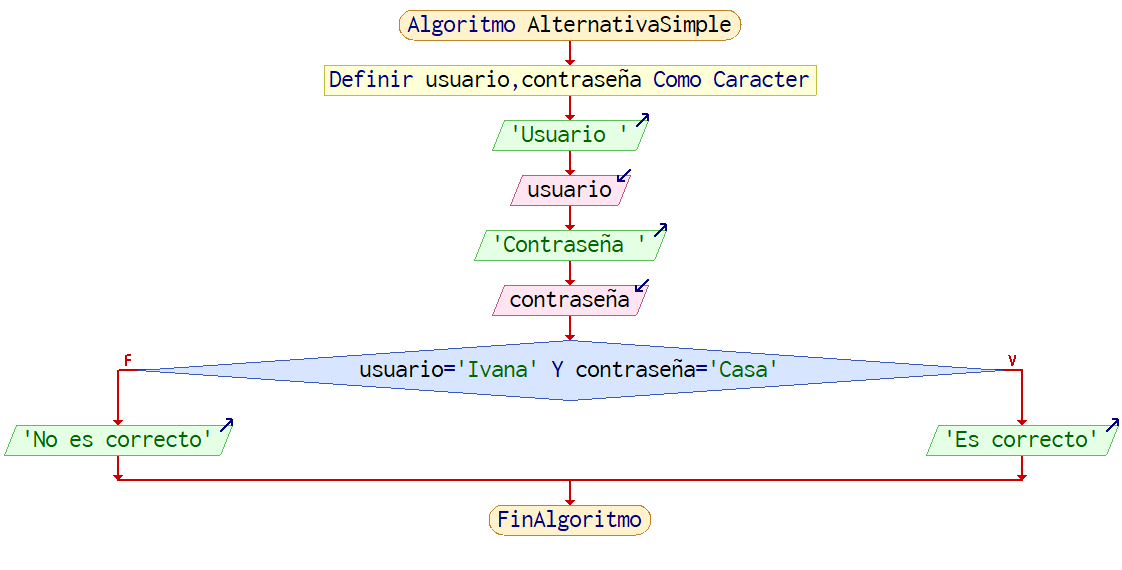 Algoritmo AlternativaSimple
Definir usuario,contraseña Como Caracter
'Usuario '
usuario
'Contraseña '
contraseña
F
V
usuario='Ivana' Y contraseña='Casa'
'No es correcto'
'Es correcto'
FinAlgoritmo